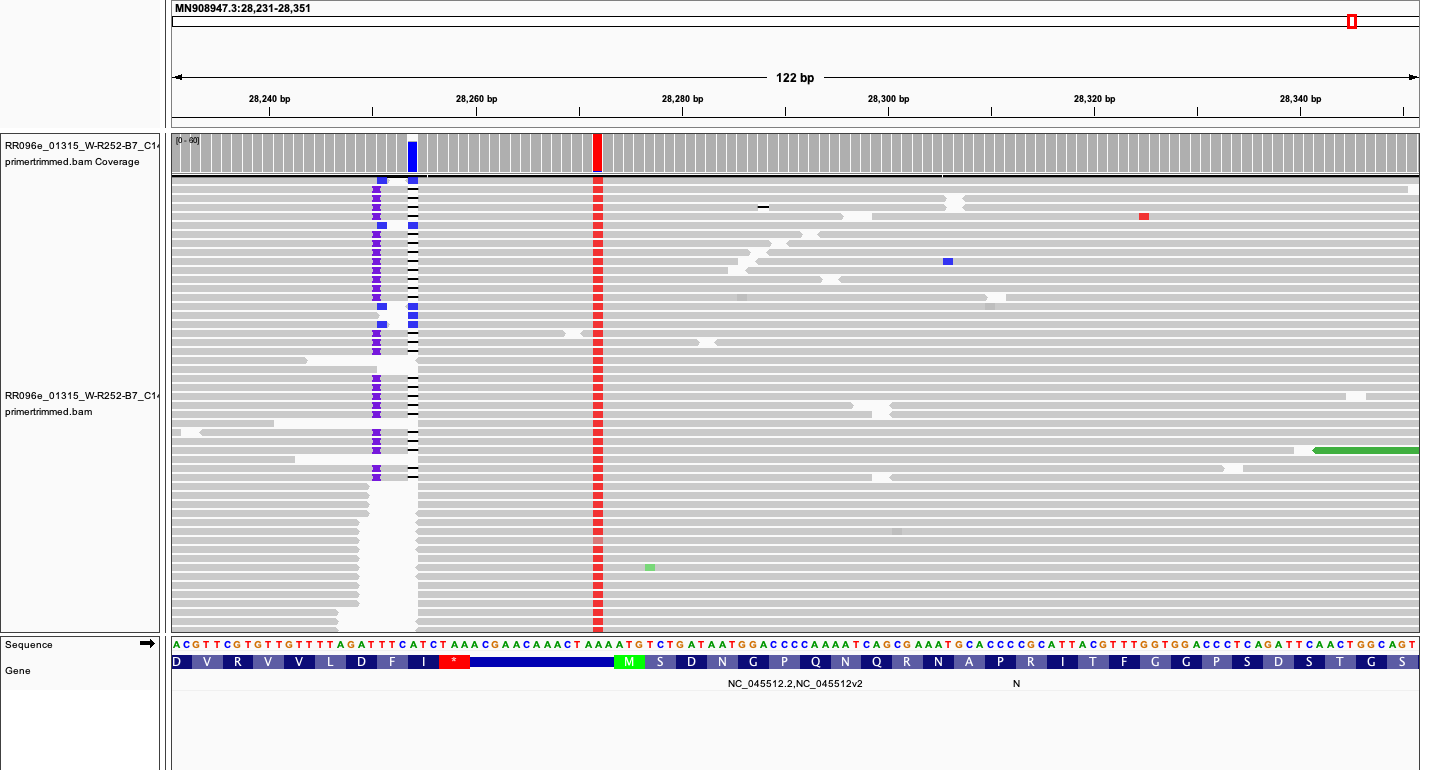 MN908947.3:28,231-28,351
122 bp
28,240 bp 28,260 bp 28,280 bp 28,300 bp 28,320 bp 28,340 bp
RR096e_01315_W-R252-B7_C14
primertrimmed.bam Coverage
[0 - 60]
RR096e_01315_W-R252-B7_C14
primertrimmed.bam
Sequence
ACGTTCGTGTTGTTTTAGATTTCATCTAAACGAACAAACTAAAATGTCTGATAATGGACCCCAAAATCAGCGAAATGCACCCCGCATTACGTTTGGTGGACCCTCAGATTCAACTGGCAGT
Gene
D V R V V L D F I * M S D N G P Q N Q R N A P R I T F G G P S D S T G S
NC_045512.2,NC_045512v2 N